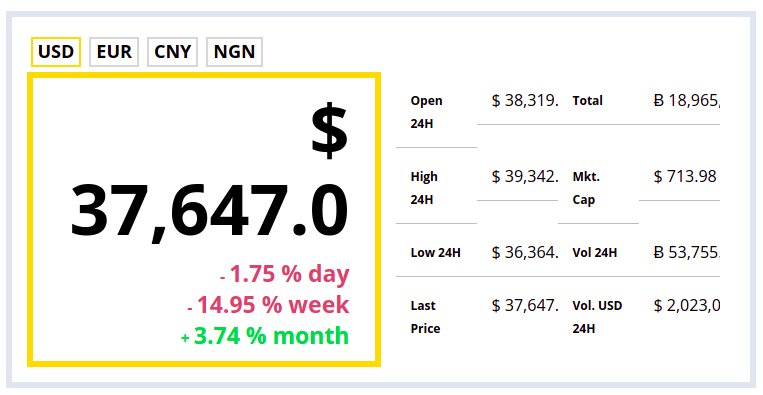 USD EUR CNY NGN
$
37,647.0
- 1.75 % day
- 14.95 % week
+ 3.74 % month
Open 24H $ 38,319. Total Ƀ 18,965,
High 24H $ 39,342. Mkt. Cap $ 713.98
Low 24H $ 36,364. Vol 24H Ƀ 53,755.
Last Price $ 37,647. Vol. USD 24H $ 2,023,0